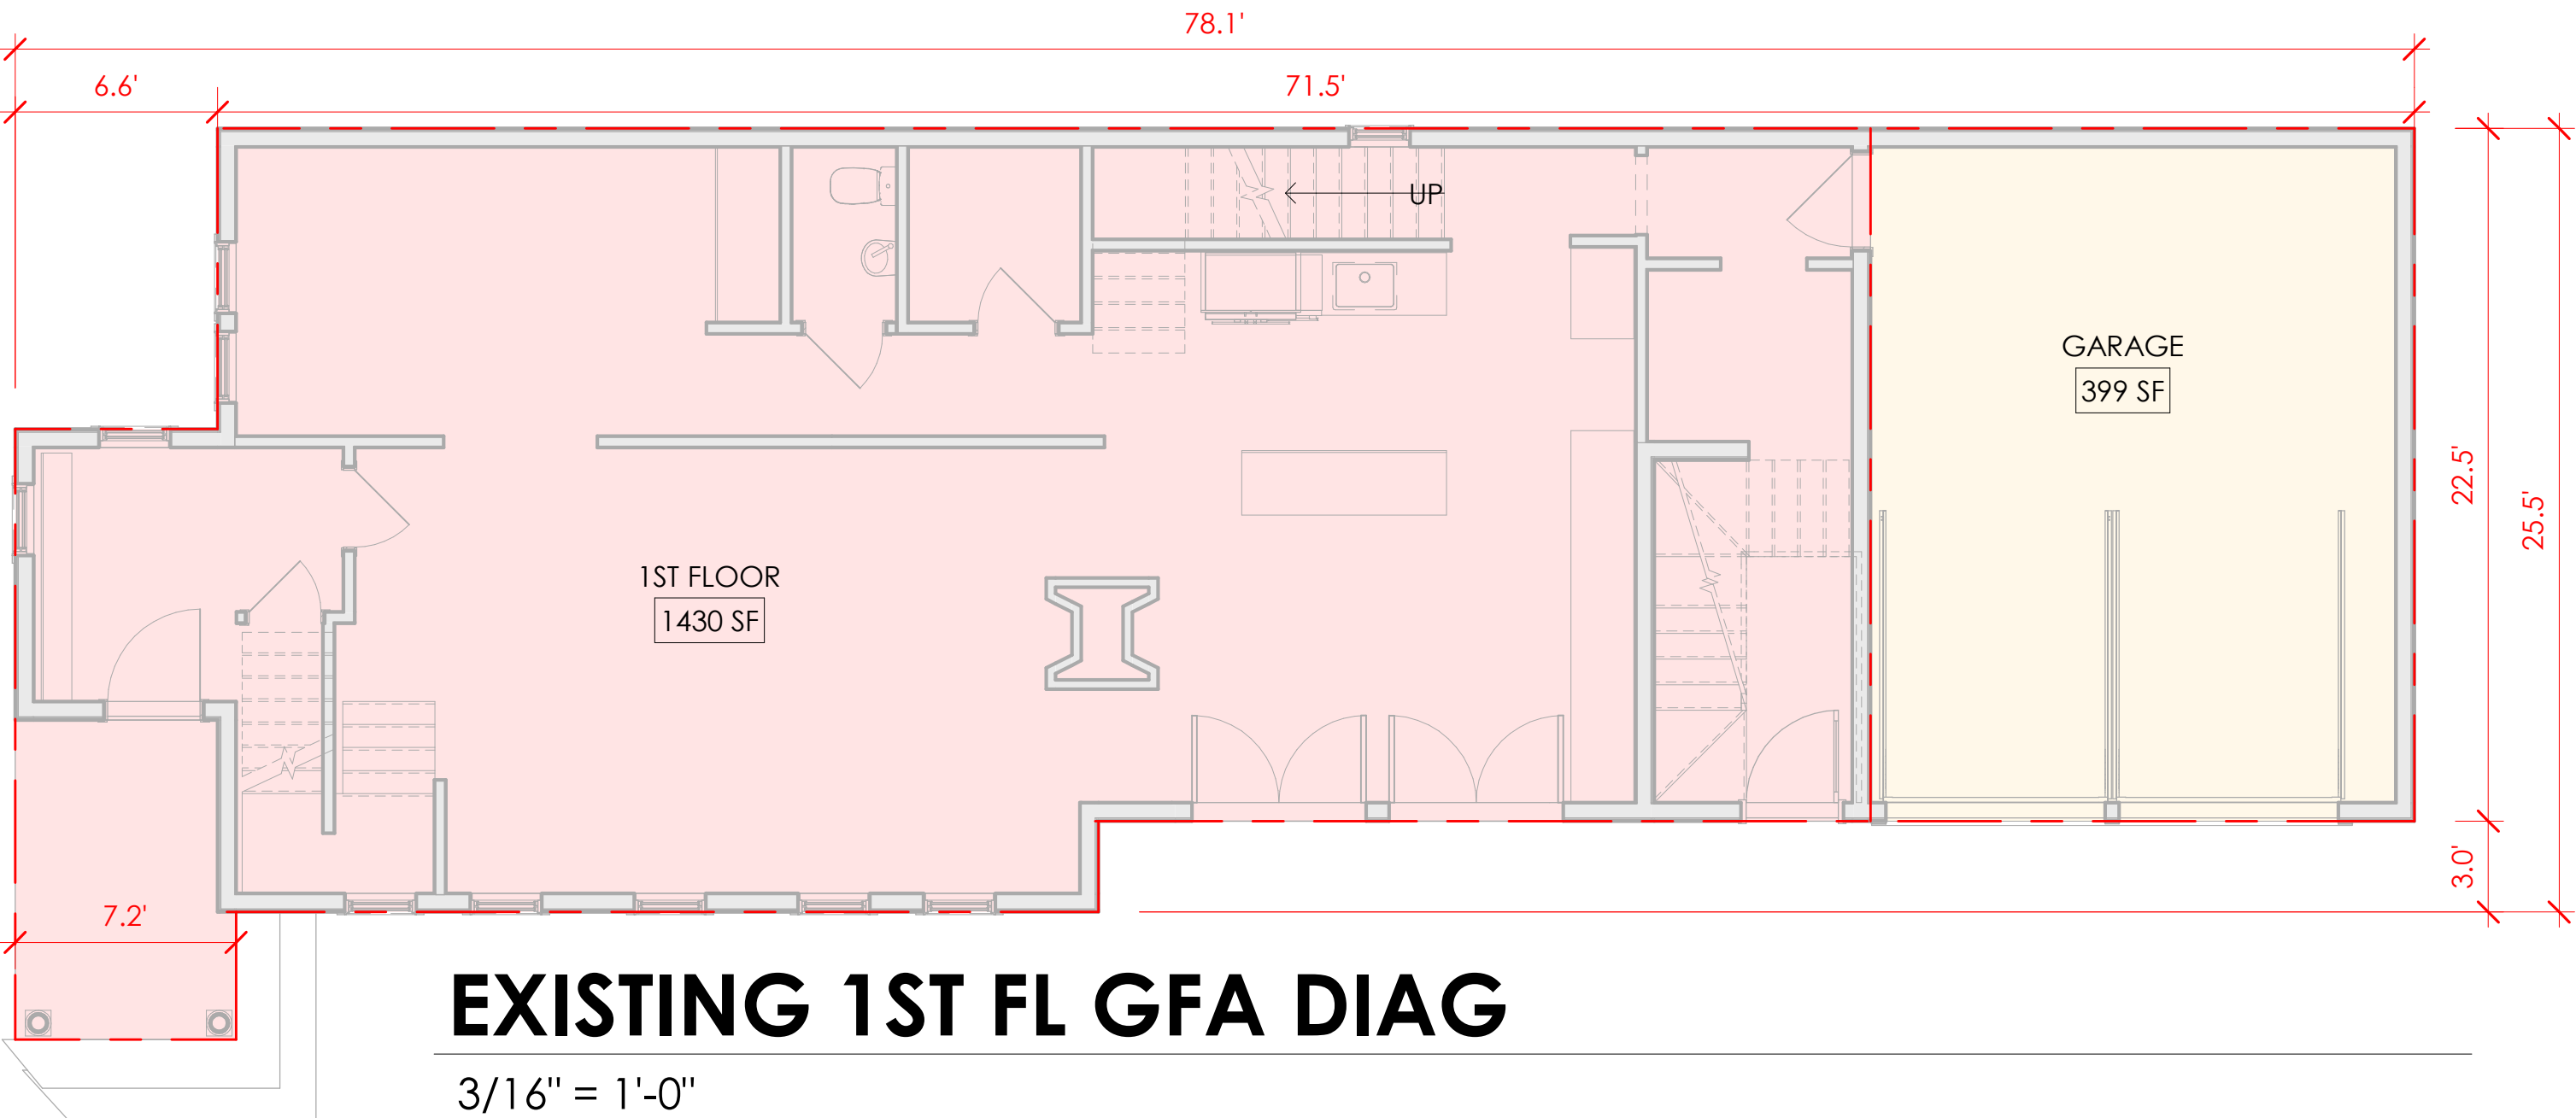 78.1'
6.6'
71.5'
UP
GARAGE
399 SF
22.5'
25.5'
1ST FLOOR
1430 SF
3.0'
7.2'
EXISTING 1ST FL GFA DIAG
3/16" = 1'-0"